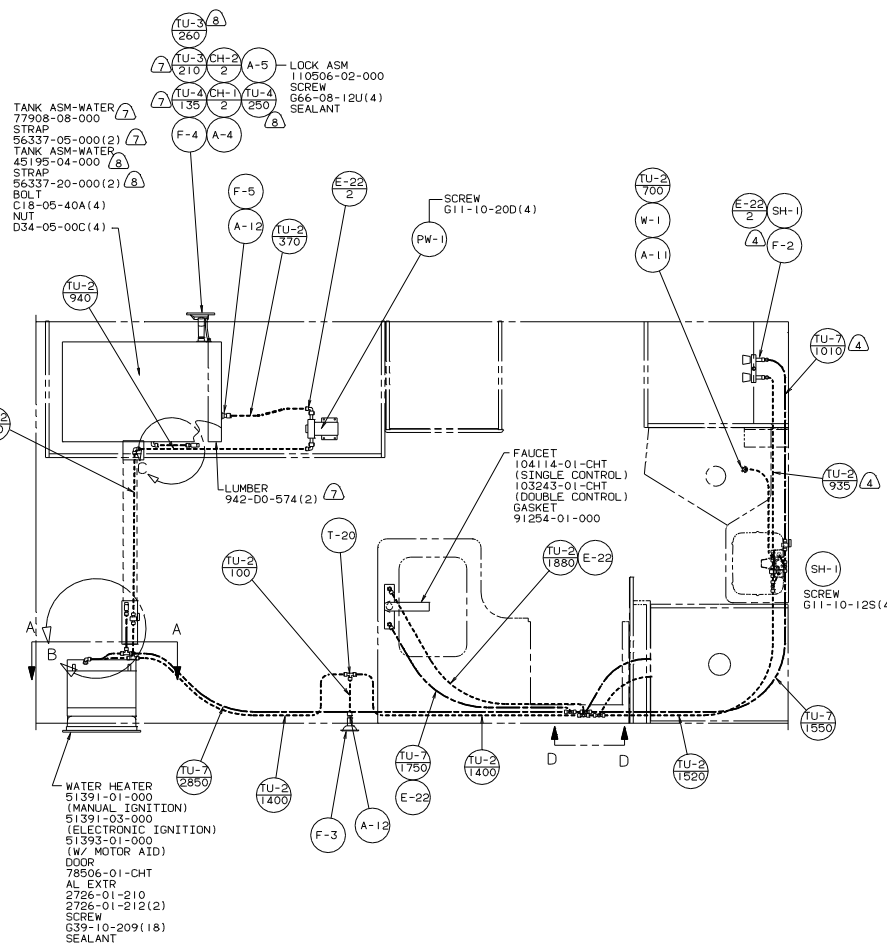 TU-3
260
8
7
TU-3
210
CH-2
2
A-5
LOCK ASM
110506-02-000
SCREW
G66-08-12U(4)
SEALANT
7
TU-4
135
CH-1
2
TU-4
250
8
F-4
A-4
TANK ASM-WATER
7
77908-08-000
STRAP
56337-05-000(2)
7
TANK ASM-WATER
45195-04-000
8
STRAP
56337-20-000(2)
8
BOLT
C18-05-40A(4)
NUT
D34-05-00C(4)
F-5
A-12
TU-2
370
E-22
2
SCREW
G11-10-20D(4)
PW-1
TU-2
700
W-1
A-11
E-22
2
4
SH-1
F-2
TU-2
940
TU-7
1010
4
C
LUMBER
942-D0-574(2)
7
FAUCET
104114-01-CHT
(SINGLE CONTROL)
103243-01-CHT
(DOUBLE CONTROL)
GASKET
91254-01-000
TU-2
935
4
T-20
TU-2
100
TU-2
1880
E-22
SH-1
SCREW
G11-10-12S(4
A
A
B
TU-7
2850
TU-2
1400
F-3
A-12
TU-7
1750
E-22
TU-2
1400
D
D
TU-2
1520
TU-7
1550
WATER HEATER
51391-01-000
(MANUAL IGNITION)
51391-03-000
(ELECTRONIC IGNITION)
51393-01-000
(W/ MOTOR AID)
DOOR
78506-01-CHT
AL EXTR
2726-01-210
2726-01-212(2)
SCREW
G39-10-209(18)
SEALANT